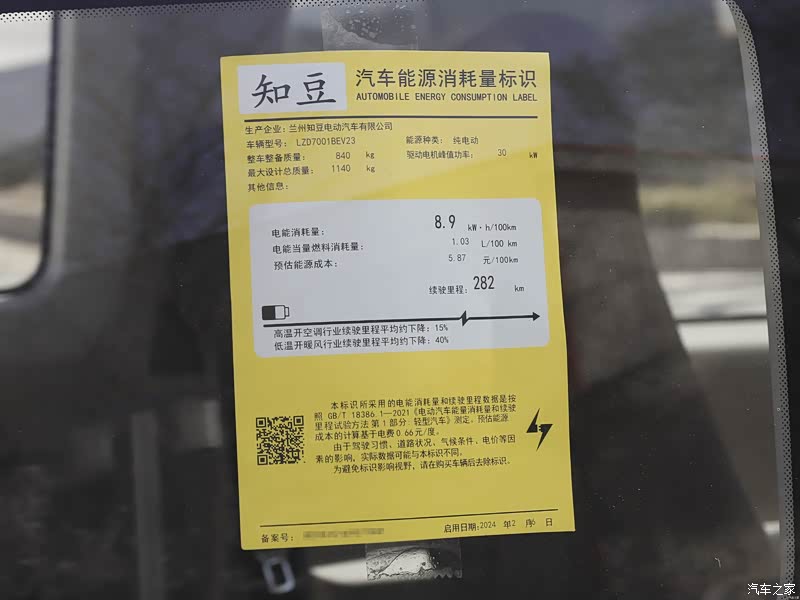 知豆
汽车能源消耗量标识
AUTOMOBILE ENERGY CONSUMPTION LABEL
生产企业：兰州知豆电动汽车有限公司
车辆型号： LZD7001BEV23 能源种类： 纯电动
整车整备质量： 840 kg 驱动电机峰值功率： 30 kW
最大设计总质量： 1140 kg
其他信息：
电能消耗量： 8.9 kW·h/100km
电能当量燃料消耗量： 1.03 L/100 km
预估能源成本： 5.87 元/100km
续驶里程： 282 km
高温开空调行业续驶里程平均约下降：15%
低温开暖风行业续驶里程平均约下降：40%
本标识所采用的电能消耗量和续驶里程数据是按
照 GB/T 18386.1—2021《电动汽车能量消耗量和续驶
里程试验方法 第1部分：轻型汽车》测定。预估能源
成本的计算基于电费0.66元/度。
由于驾驶习惯、道路状况、气候条件、电价等因
素的影响，实际数据可能与本标识不同。
为避免标识影响视野，请在购买车辆后去除标识。
备案号：
启用日期：2024 年2 月6 日
汽车之家